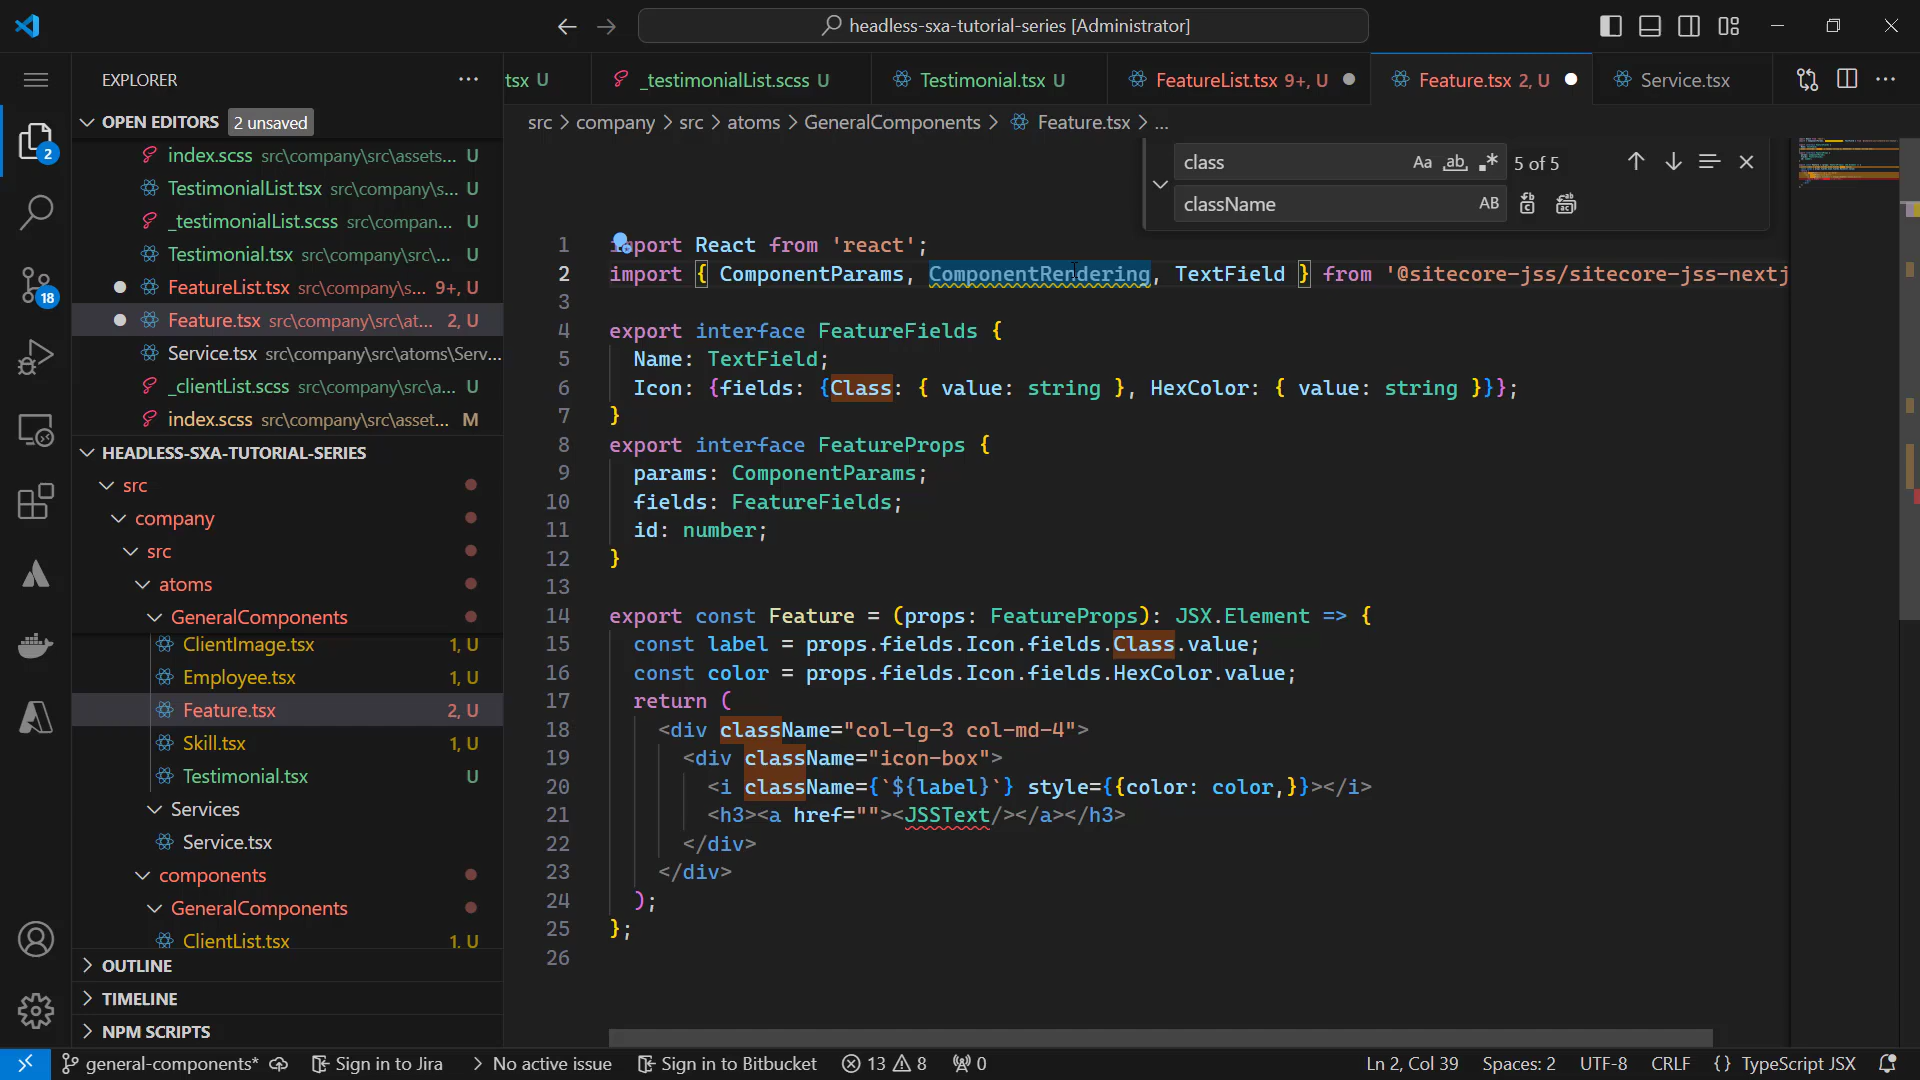 headless-sxa-tutorial-series [Administrator]
EXPLORER
tsx U
_testimonialList.scss U
Testimonial.tsx U
FeatureList.tsx 9+, U
Feature.tsx 2, U
Service.tsx
OPEN EDITORS 2 unsaved
src > company > src > atoms > GeneralComponents > Feature.tsx > ...
index.scss src\company\src\assets... U
TestimonialList.tsx src\company\s... U
_testimonialList.scss src\compan... U
Testimonial.tsx src\company\src\a... U
FeatureList.tsx src\company\s... 9+, U
Feature.tsx src\company\src\at... 2, U
Service.tsx src\company\src\atoms\Serv...
_clientList.scss src\company\src\a... U
index.scss src\company\src\asset... M
2
18
class Aa ab 5 of 5
className AB
1 import React from 'react';
2 import { ComponentParams, ComponentRendering, TextField } from '@sitecore-jss/sitecore-jss-nextj
3
4 export interface FeatureFields {
5 Name: TextField;
6 Icon: {fields: {Class: { value: string }, HexColor: { value: string }}};
7 }
8 export interface FeatureProps {
9 params: ComponentParams;
10 fields: FeatureFields;
11 id: number;
12 }
13
14 export const Feature = (props: FeatureProps): JSX.Element => {
15 const label = props.fields.Icon.fields.Class.value;
16 const color = props.fields.Icon.fields.HexColor.value;
17 return (
18 <div className="col-lg-3 col-md-4">
19 <div className="icon-box">
20 <i className={`${label}`} style={{color: color,}}></i>
21 <h3><a href=""><JSSText/></a></h3>
22 </div>
23 </div>
24 );
25 };
26
HEADLESS-SXA-TUTORIAL-SERIES
src
company
src
atoms
GeneralComponents
ClientImage.tsx 1, U
Employee.tsx 1, U
Feature.tsx 2, U
Skill.tsx 1, U
Testimonial.tsx U
Services
Service.tsx
components
GeneralComponents
ClientList.tsx 1, U
OUTLINE
TIMELINE
NPM SCRIPTS
general-components* Sign in to Jira > No active issue Sign in to Bitbucket 13 8 0 Ln 2, Col 39 Spaces: 2 UTF-8 CRLF {} TypeScript JSX